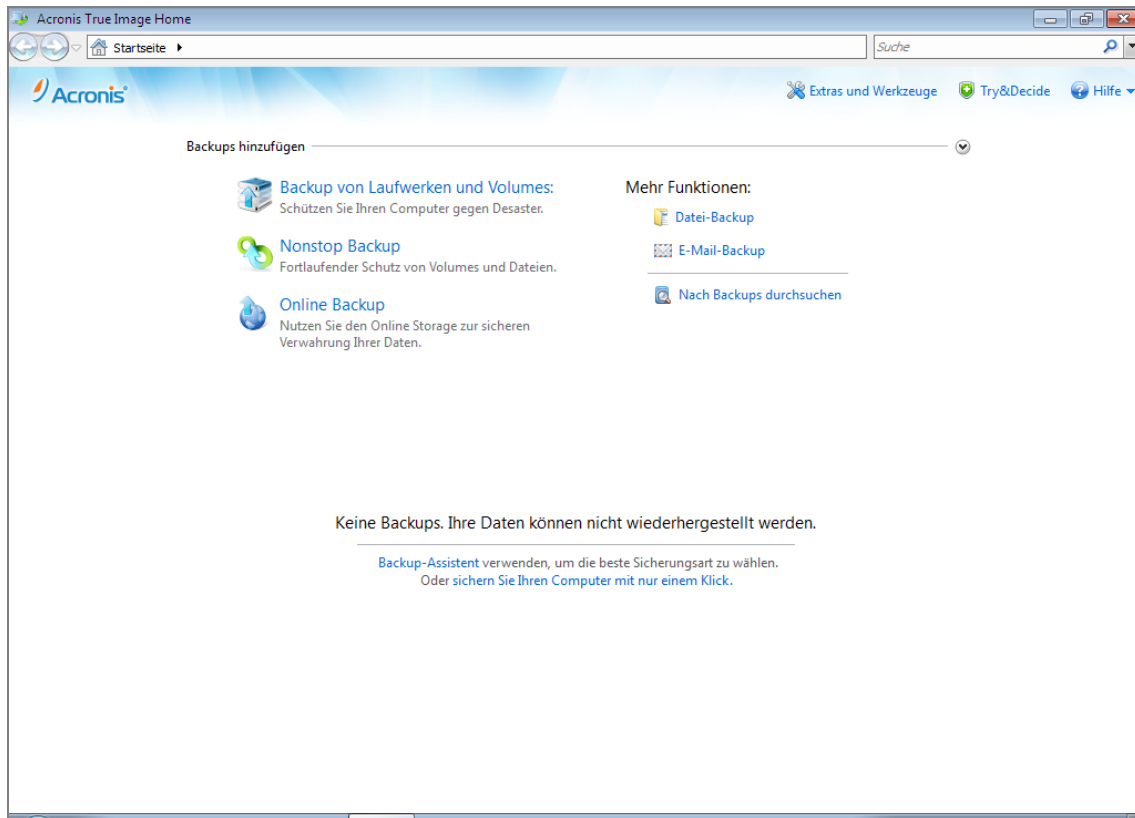 Acronis True Image Home
Startseite
Suche
Acronis
Extras und Werkzeuge
Try&Decide
Hilfe
Backups hinzufügen
Backup von Laufwerken und Volumes:
Schützen Sie Ihren Computer gegen Desaster.
Nonstop Backup
Fortlaufender Schutz von Volumes und Dateien.
Online Backup
Nutzen Sie den Online Storage zur sicheren
Verwahrung Ihrer Daten.
Mehr Funktionen:
Datei-Backup
E-Mail-Backup
Nach Backups durchsuchen
Keine Backups. Ihre Daten können nicht wiederhergestellt werden.
Backup-Assistent verwenden, um die beste Sicherungsart zu wählen.
Oder sichern Sie Ihren Computer mit nur einem Klick.